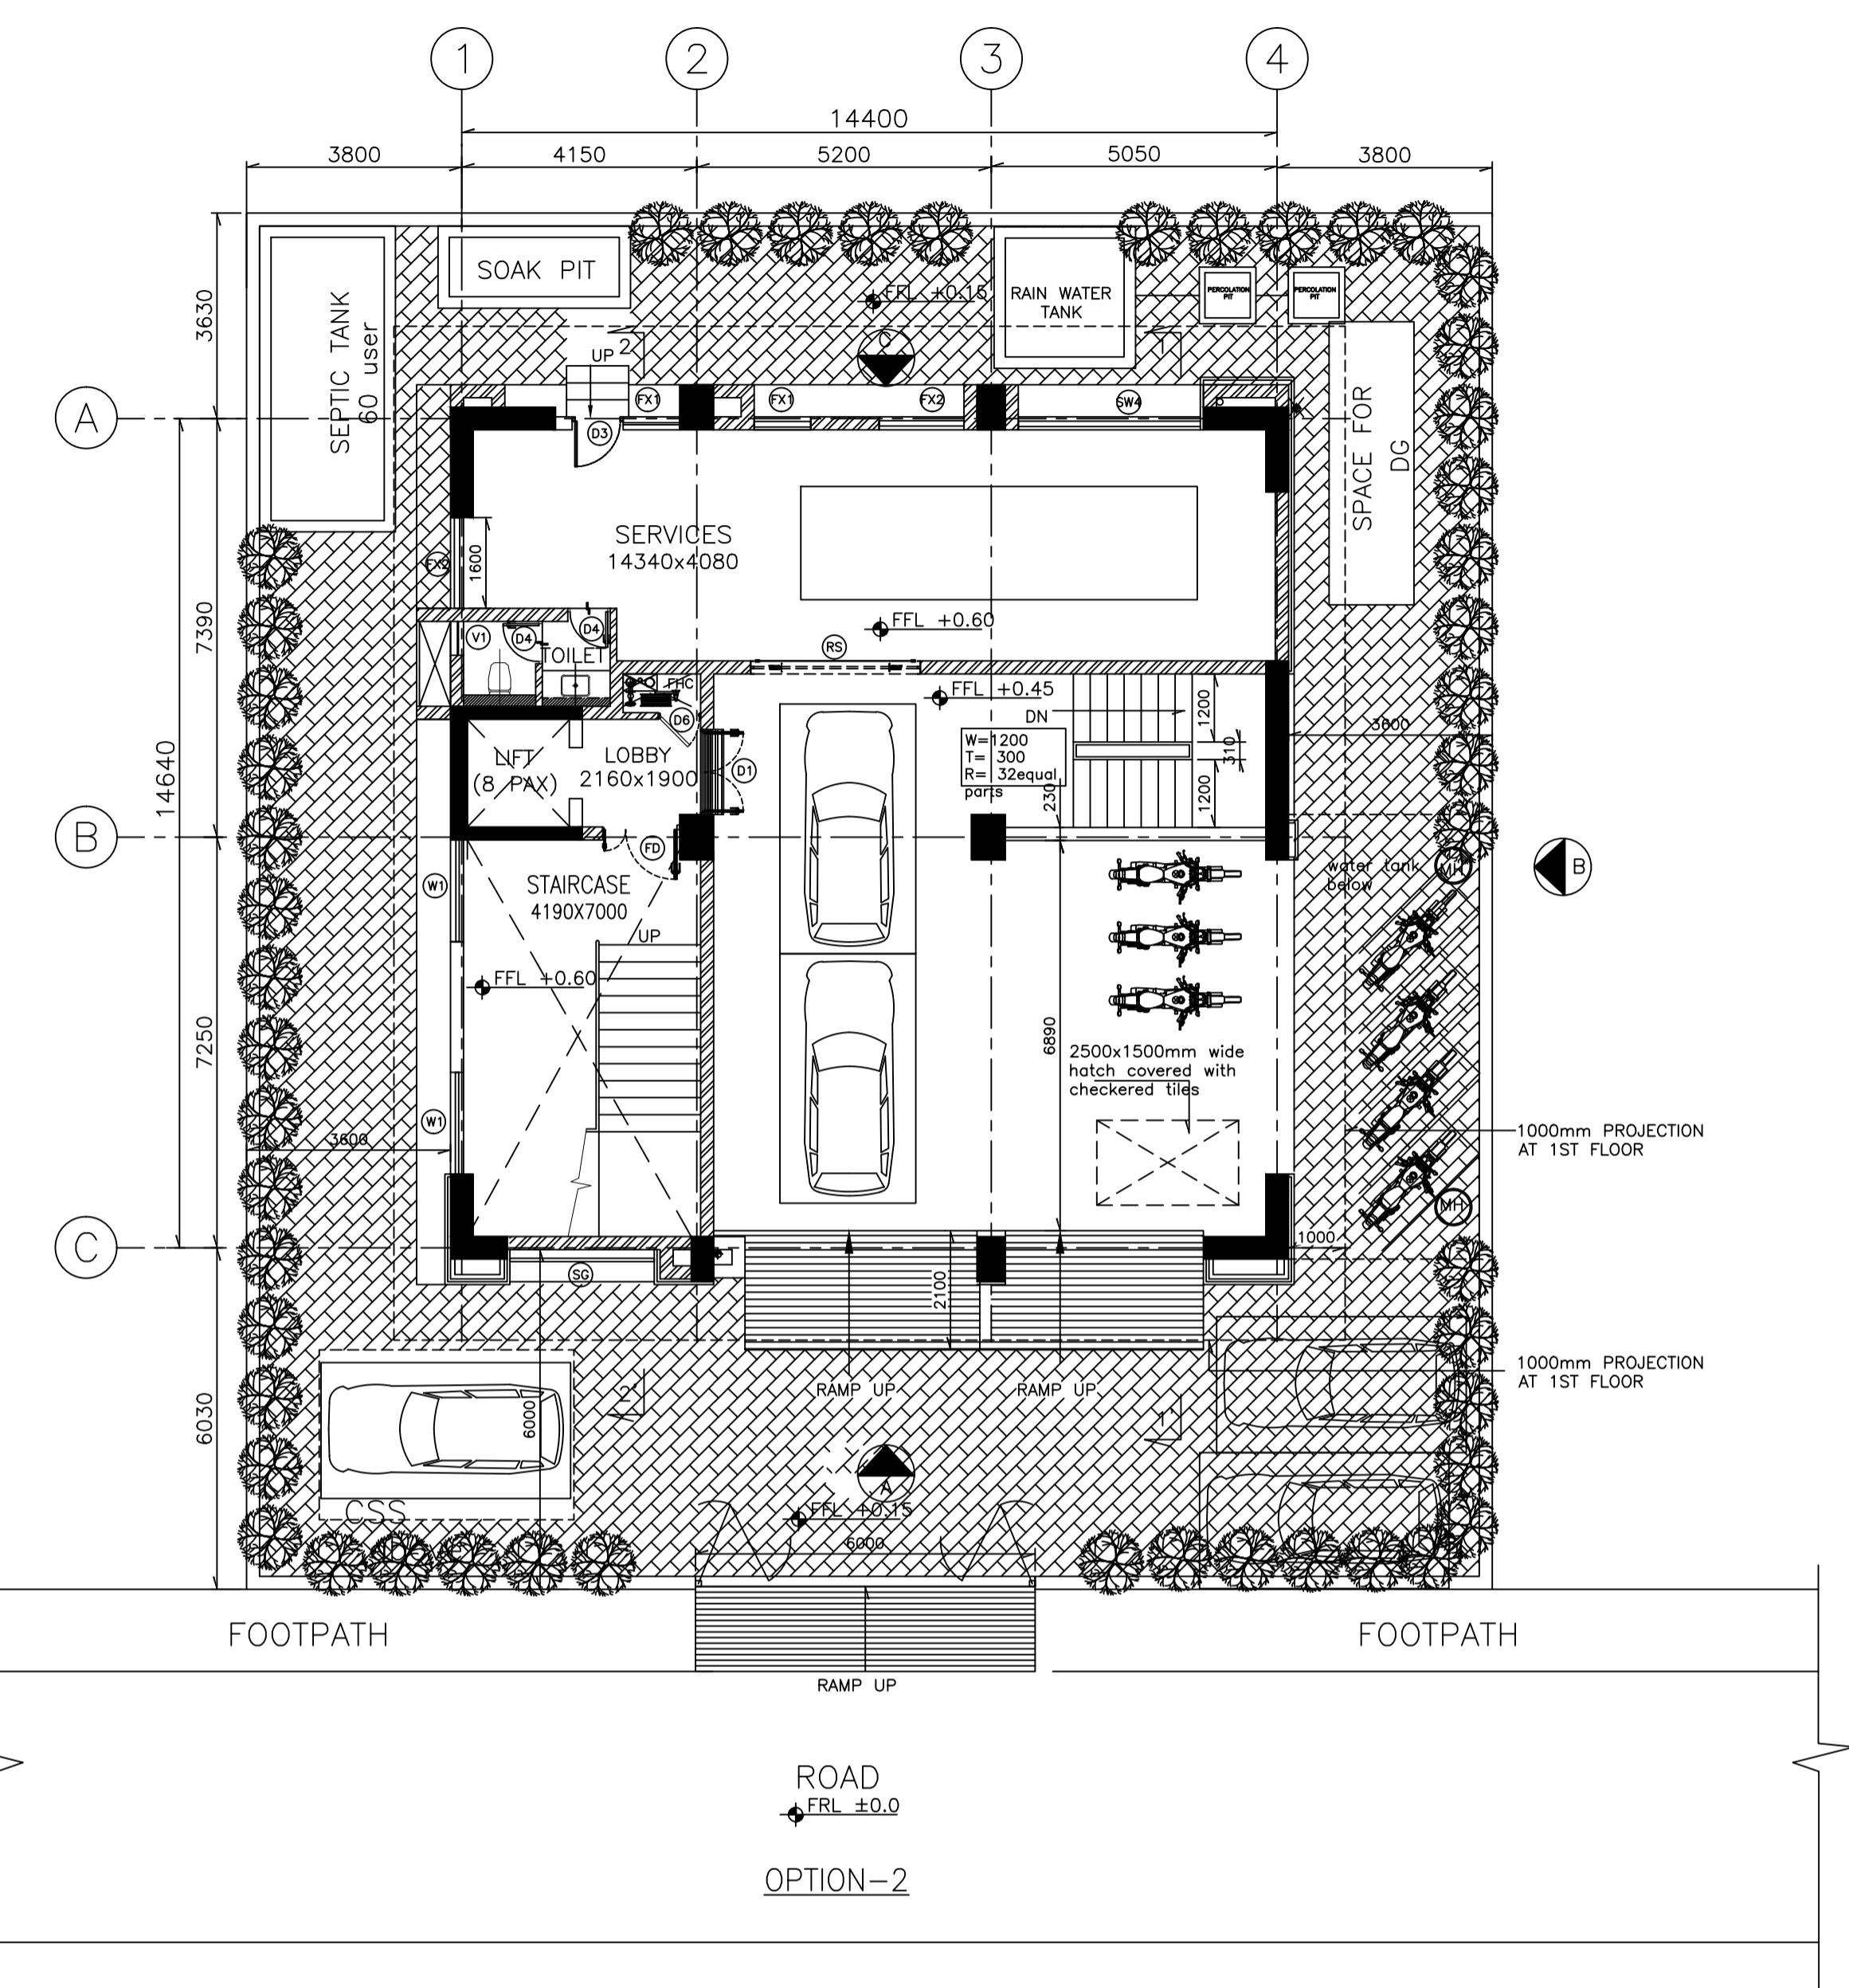 1
2
3
4
14400
3800
4150
5200
5050
3800
SOAK PIT
SEPTIC TANK
60 user
3630
FFL +0.15
RAIN WATER
TANK
PERCOLATION
PIT
PERCOLATION
PIT
C
2
1
UP
A
FX1
FX1
FX2
SW4
D3
SPACE FOR
DG
SERVICES
14340x4080
1600
FX2
7390
FFL +0.60
V1
D4
D4
TOILET
RS
FHC
FFL +0.45
D6
DN
1200
310
1200
3600
W=1200
T= 300
R= 32equal
parts
230
LIFT
(8 PAX)
LOBBY
2160x1900
D1
14640
B
FD
W1
STAIRCASE
4190X7000
UP
FFL +0.60
water tank
below
MH
B
7250
6890
2500x1500mm wide
hatch covered with
checkered tiles
W1
3600
1000mm PROJECTION
AT 1ST FLOOR
MH
C
SG
1000
2100
1000mm PROJECTION
AT 1ST FLOOR
RAMP UP
RAMP UP
2'
1'
6030
6000
CSS
A
FFL +0.15
6000
FOOTPATH
FOOTPATH
RAMP UP
ROAD
FRL ±0.0
OPTION-2